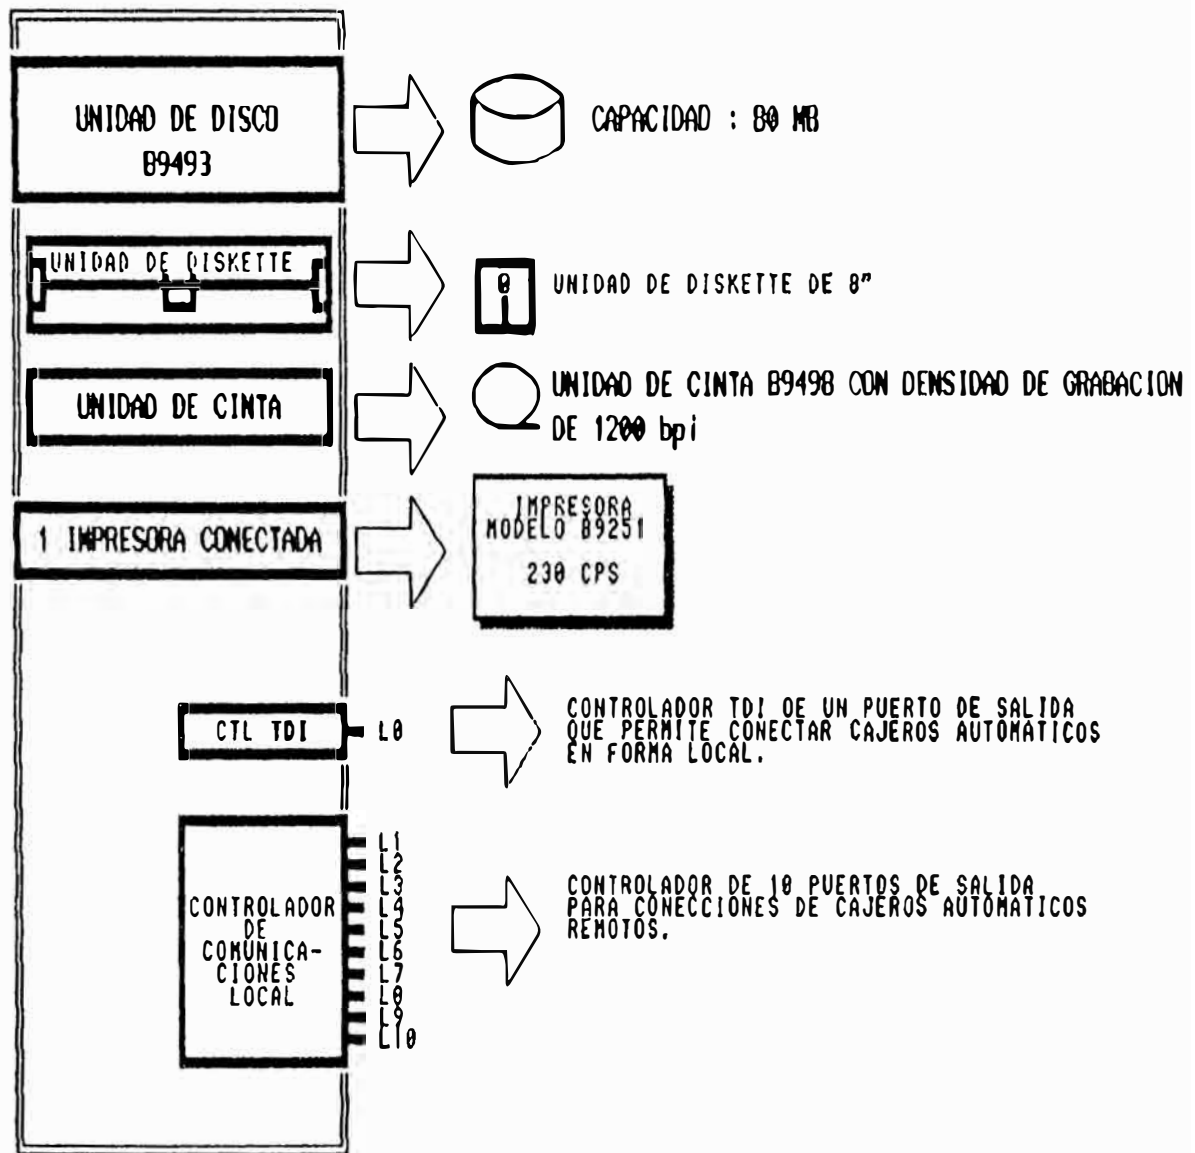 UNIDAD DE DISCO
B9493
CAPACIDAD : 80 MB
UNIDAD DE DISKETTE
0
UNIDAD DE DISKETTE DE 8"
UNIDAD DE CINTA
UNIDAD DE CINTA B9498 CON DENSIDAD DE GRABACION
DE 1200 bpi
1 IMPRESORA CONECTADA
IMPRESORA
MODELO B9251
230 CPS
CTL TDI
L0
CONTROLADOR TDI DE UN PUERTO DE SALIDA
QUE PERMITE CONECTAR CAJEROS AUTOMATICOS
EN FORMA LOCAL.
CONTROLADOR
DE
COMUNICA-
CIONES
LOCAL
L1
L2
L3
L4
L5
L6
L7
L8
L9
L10
CONTROLADOR DE 10 PUERTOS DE SALIDA
PARA CONECCIONES DE CAJEROS AUTOMATICOS
REMOTOS.